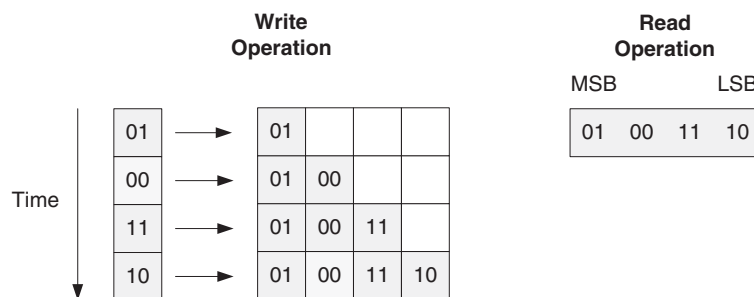 Write
Operation
Read
Operation
MSB LSB
01 00 11 10
Time
01 01
00 01 00
11 01 00 11
10 01 00 11 10